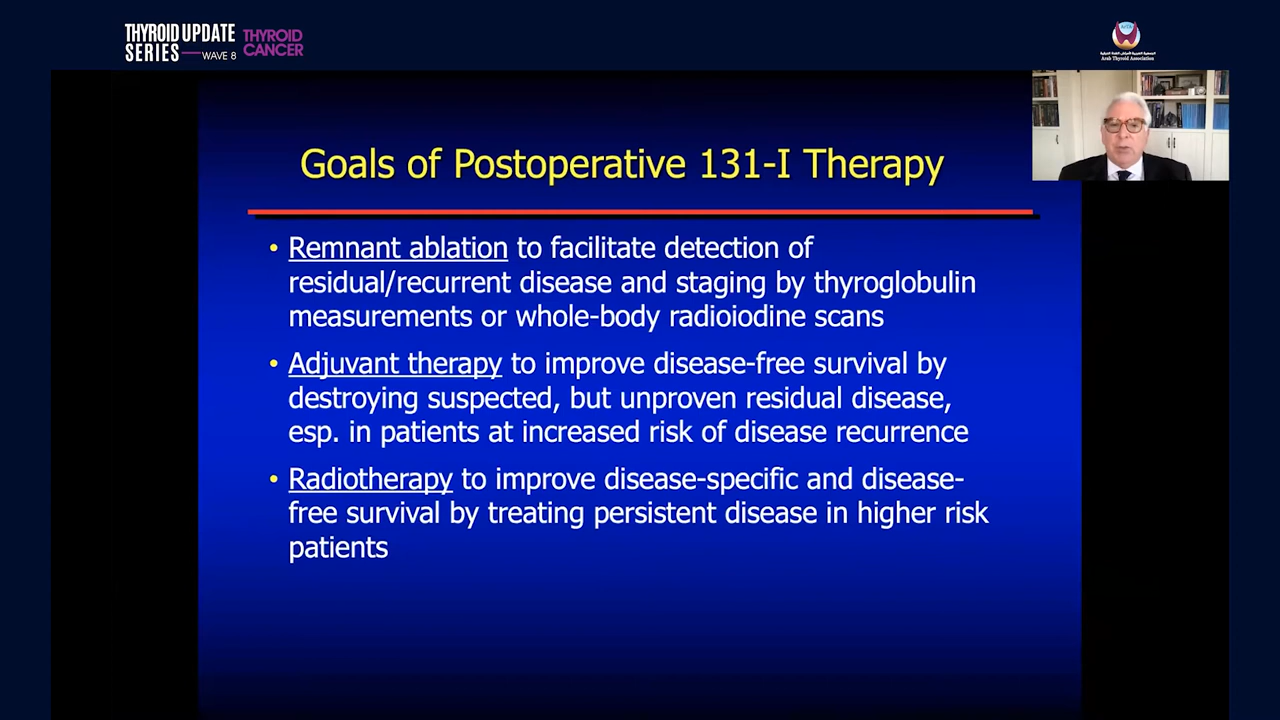 THYROID UPDATE
SERIES — WAVE 8
THYROID
CANCER
Arab Thyroid Association
Goals of Postoperative 131-I Therapy
• Remnant ablation to facilitate detection of
residual/recurrent disease and staging by thyroglobulin
measurements or whole-body radioiodine scans
• Adjuvant therapy to improve disease-free survival by
destroying suspected, but unproven residual disease,
esp. in patients at increased risk of disease recurrence
• Radiotherapy to improve disease-specific and disease-
free survival by treating persistent disease in higher risk
patients